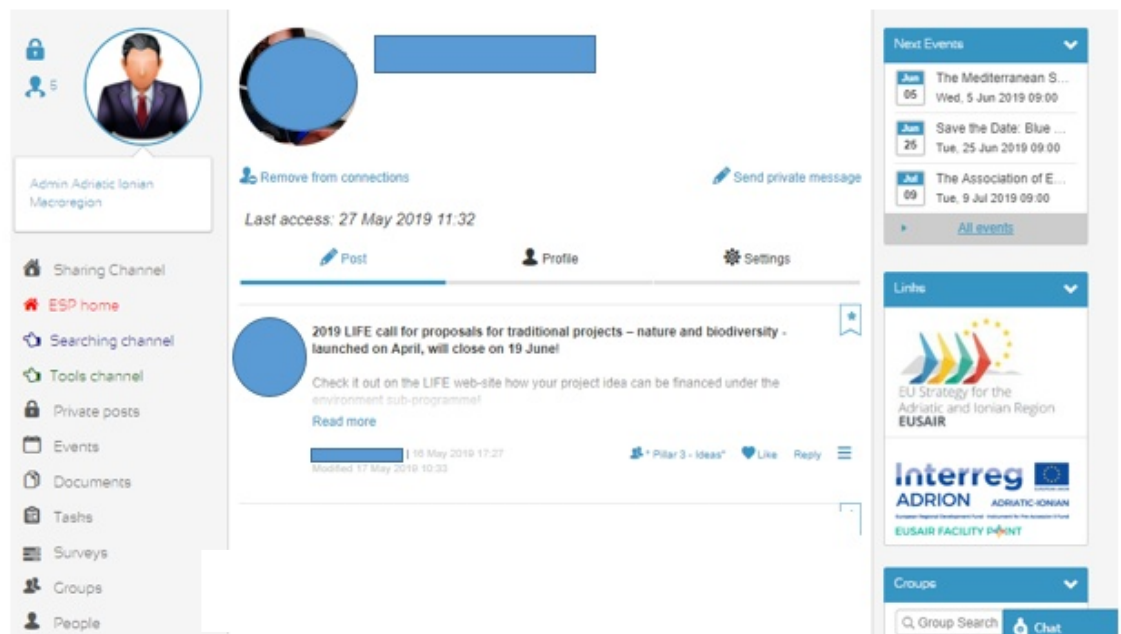 5
Admin Adriatic Ionian
Macroregion
Sharing Channel
ESP home
Searching channel
Tools channel
Private posts
Events
Documents
Tasks
Surveys
Groups
People
Remove from connections
Send private message
Last access: 27 May 2019 11:32
Post
Profile
Settings
2019 LIFE call for proposals for traditional projects – nature and biodiversity -
launched on April, will close on 19 June!
Check it out on the LIFE web-site how your project idea can be financed under the
environment sub-programme!
Read more
| 16 May 2019 17:27
Modified 17 May 2019 10:33
* Pillar 3 - Ideas*
Like
Reply
Next Events
Jun
05
The Mediterranean S...
Wed, 5 Jun 2019 09:00
Jun
25
Save the Date: Blue ...
Tue, 25 Jun 2019 09:00
Jul
09
The Association of E...
Tue, 9 Jul 2019 09:00
All events
Links
EU Strategy for the
Adriatic and Ionian Region
EUSAIR
Interreg
ADRION ADRIATIC-IONIAN
EUSAIR FACILITY POINT
Groups
Group Search
Chat